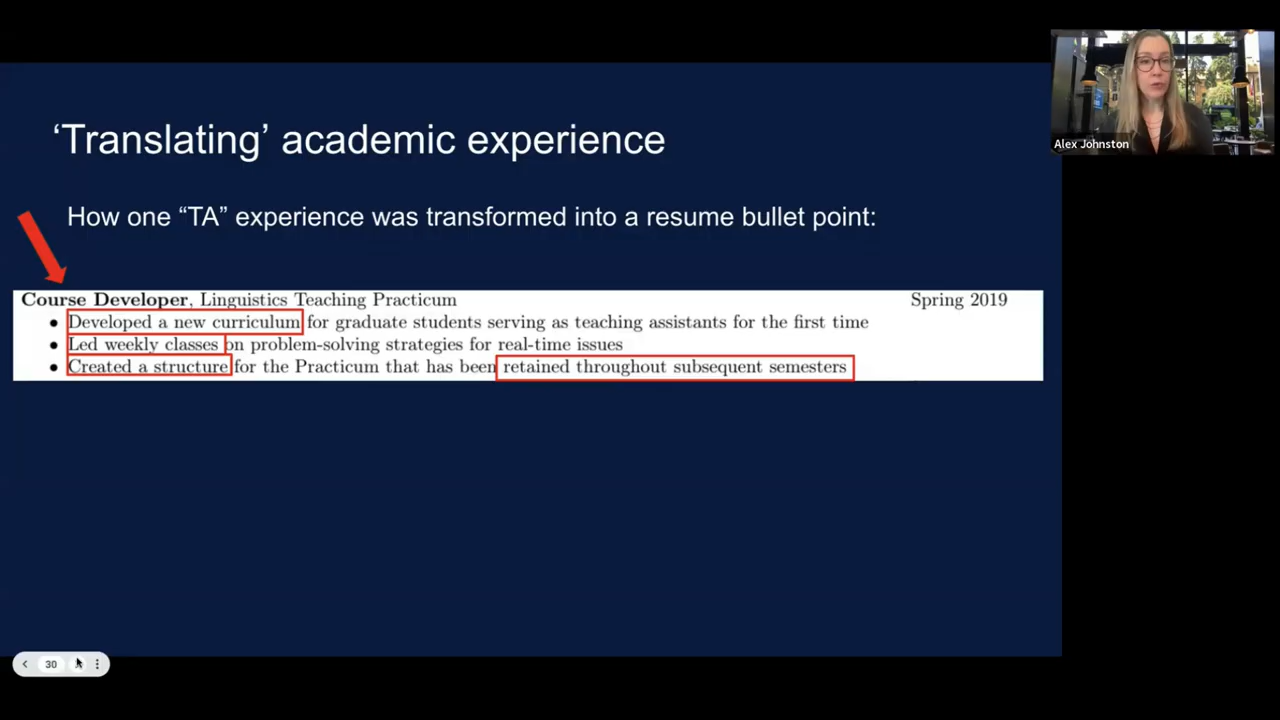 Alex Johnston
‘Translating’ academic experience
How one “TA” experience was transformed into a resume bullet point:
Course Developer, Linguistics Teaching Practicum Spring 2019
• Developed a new curriculum for graduate students serving as teaching assistants for the first time
• Led weekly classes on problem-solving strategies for real-time issues
• Created a structure for the Practicum that has been retained throughout subsequent semesters
30